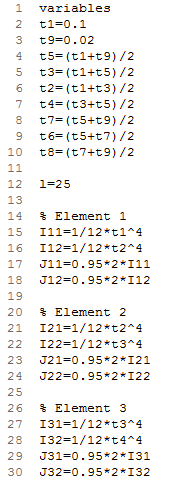 1 variables
2 t1=0.1
3 t9=0.02
4 t5=(t1+t9)/2
5 t3=(t1+t5)/2
6 t2=(t1+t3)/2
7 t4=(t3+t5)/2
8 t7=(t5+t9)/2
9 t6=(t5+t7)/2
10 t8=(t7+t9)/2
11
12 l=25
13
14 % Element 1
15 I11=1/12*t1^4
16 I12=1/12*t2^4
17 J11=0.95*2*I11
18 J12=0.95*2*I12
19
20 % Element 2
21 I21=1/12*t2^4
22 I22=1/12*t3^4
23 J21=0.95*2*I21
24 J22=0.95*2*I22
25
26 % Element 3
27 I31=1/12*t3^4
28 I32=1/12*t4^4
29 J31=0.95*2*I31
30 J32=0.95*2*I32